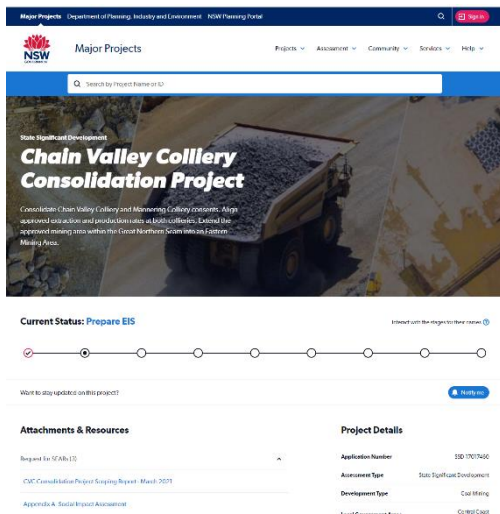 Major Projects Department of Planning, Industry and Environment NSW Planning Portal
Sign in
NSW
Major Projects
Projects Assessment Community Services Help
Search by Project Name or ID
State Significant Development
Chain Valley Colliery
Consolidation Project
Consolidate Chain Valley Colliery and Mannering Colliery consents. Align
approved extraction and production rates at both collieries. Extend the
approved mining area within the Great Northern Seam into an Eastern
Mining Area.
Current Status: Prepare EIS
Interact with the stages for their names
Want to stay updated on this project?
Notify me
Attachments & Resources
Project Details
Request for SEARs (3)
Application Number
SSD-17017460
CVC Consolidation Project Scoping Report - March 2021
Assessment Type
State Significant Development
Development Type
Coal Mining
Appendix A Social Impact Assessment
Local Government Areas
Central Coast